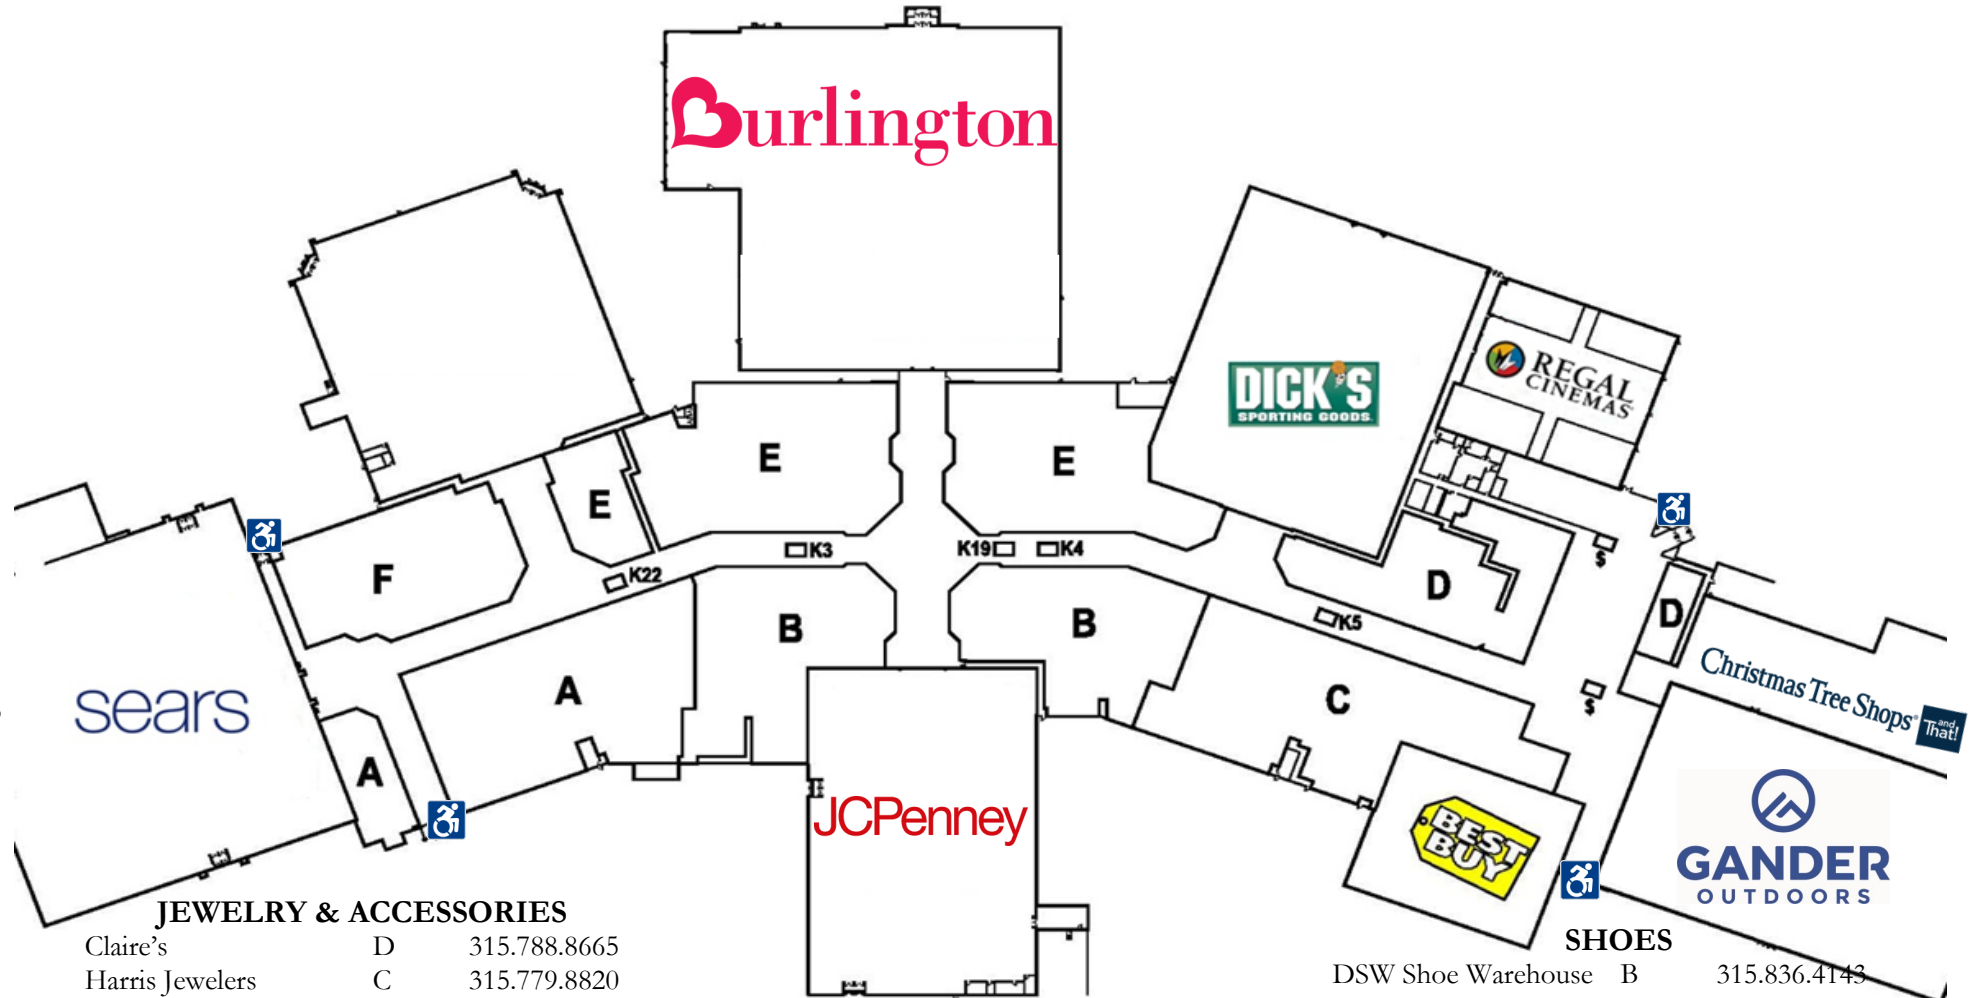 Burlington
DICK'S
SPORTING GOODS
REGAL
CINEMAS
E
E
E
F
K3
K19
K4
K22
K5
D
D
$
$
B
B
A
A
C
sears
Christmas Tree Shops and That!
JCPenney
BEST
BUY
GANDER
OUTDOORS
JEWELRY & ACCESSORIES
Claire's D 315.788.8665
Harris Jewelers C 315.779.8820
SHOES
DSW Shoe Warehouse B 315.836.4143